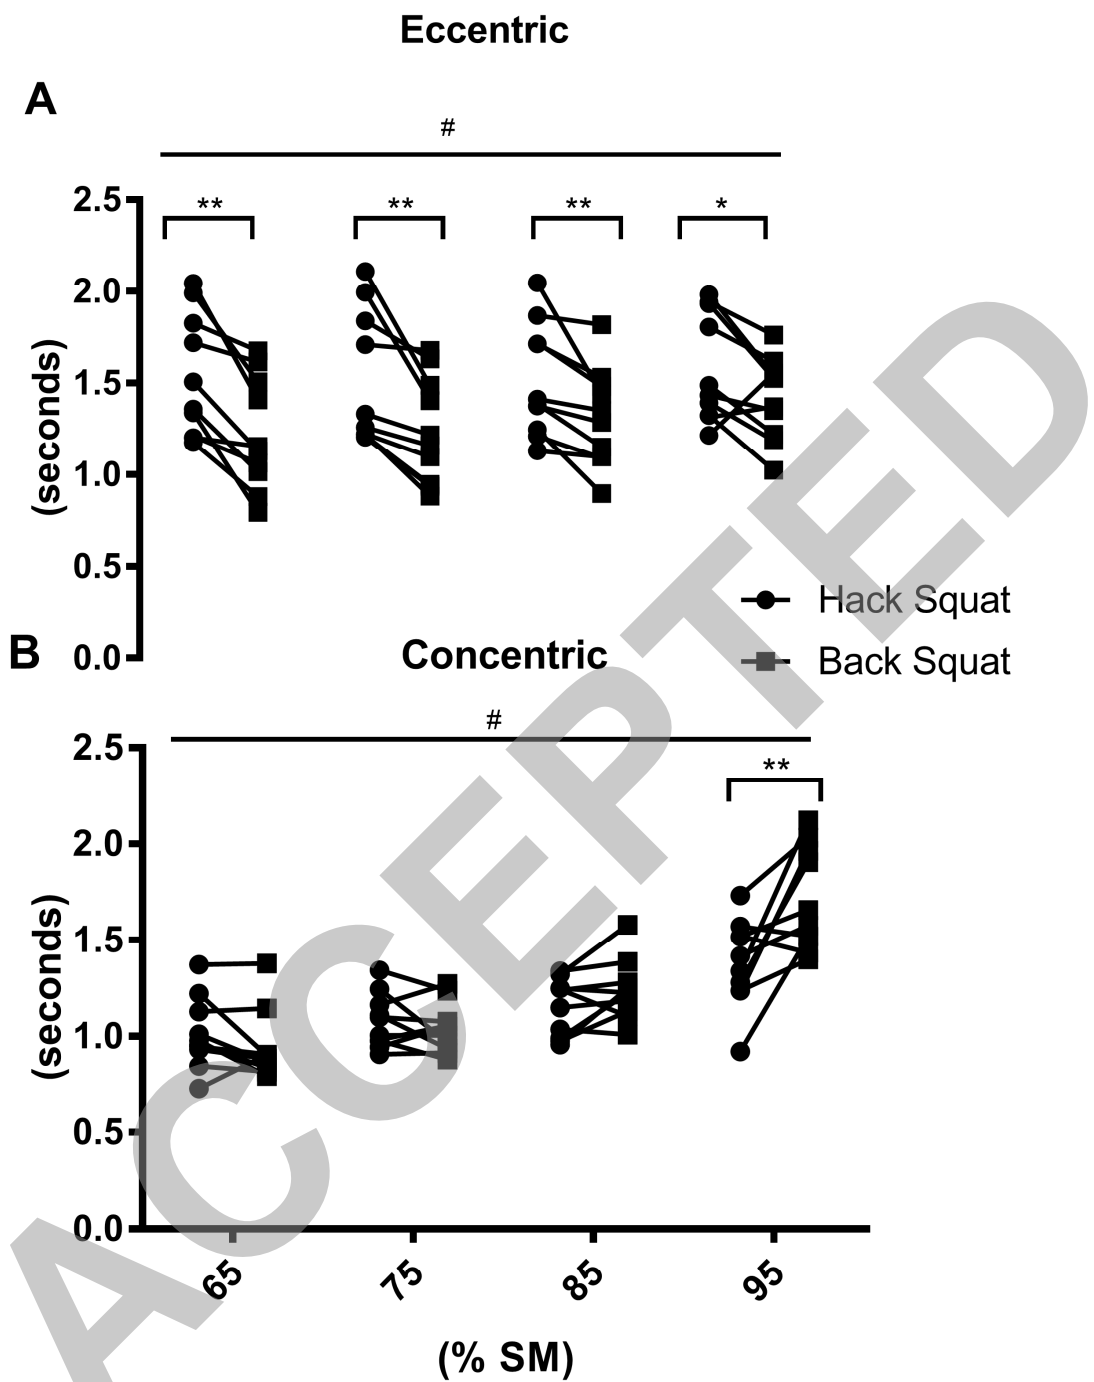 Eccentric
A
#
2.5
** ** ** *
2.0
1.5
1.0
0.5
0.0
(seconds)
Hack Squat
Back Squat
B
Concentric
#
2.5
**
2.0
1.5
1.0
0.5
0.0
(seconds)
65 75 85 95
(% SM)
ACCEPTED